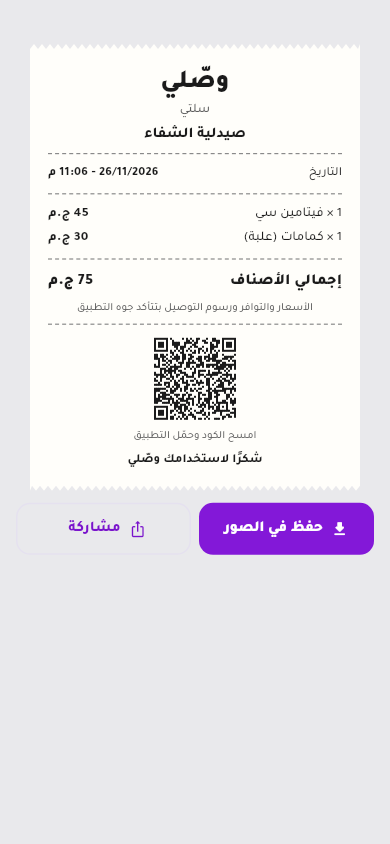 وصّلي
سلتي
صيدلية الشفاء
التاريخ 26/11/2026 - 11:06 م
1 × فيتامين سي 45 ج.م
1 × كمامات (علبة) 30 ج.م
إجمالي الأصناف 75 ج.م
الأسعار والتوافر ورسوم التوصيل بتتأكد جوه التطبيق
امسح الكود وحمّل التطبيق
شكرًا لاستخدامك وصّلي
حفظ في الصور
مشاركة